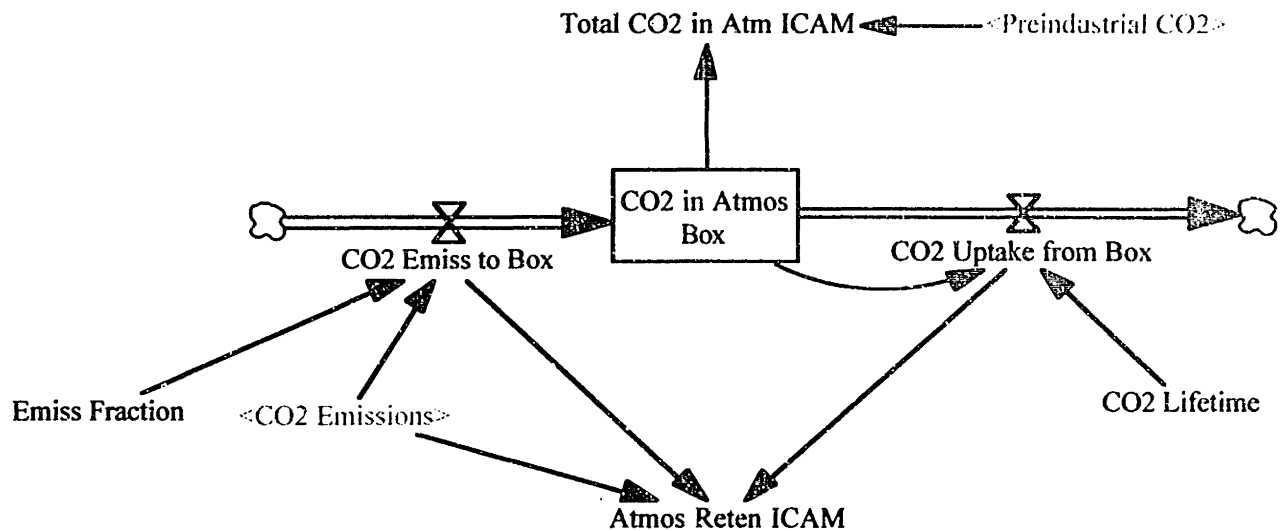 Total CO2 in Atm ICAM
<Preindustrial CO2>
CO2 in Atmos
Box
CO2 Emiss to Box
CO2 Uptake from Box
Emiss Fraction
<CO2 Emissions>
CO2 Lifetime
Atmos Reten ICAM